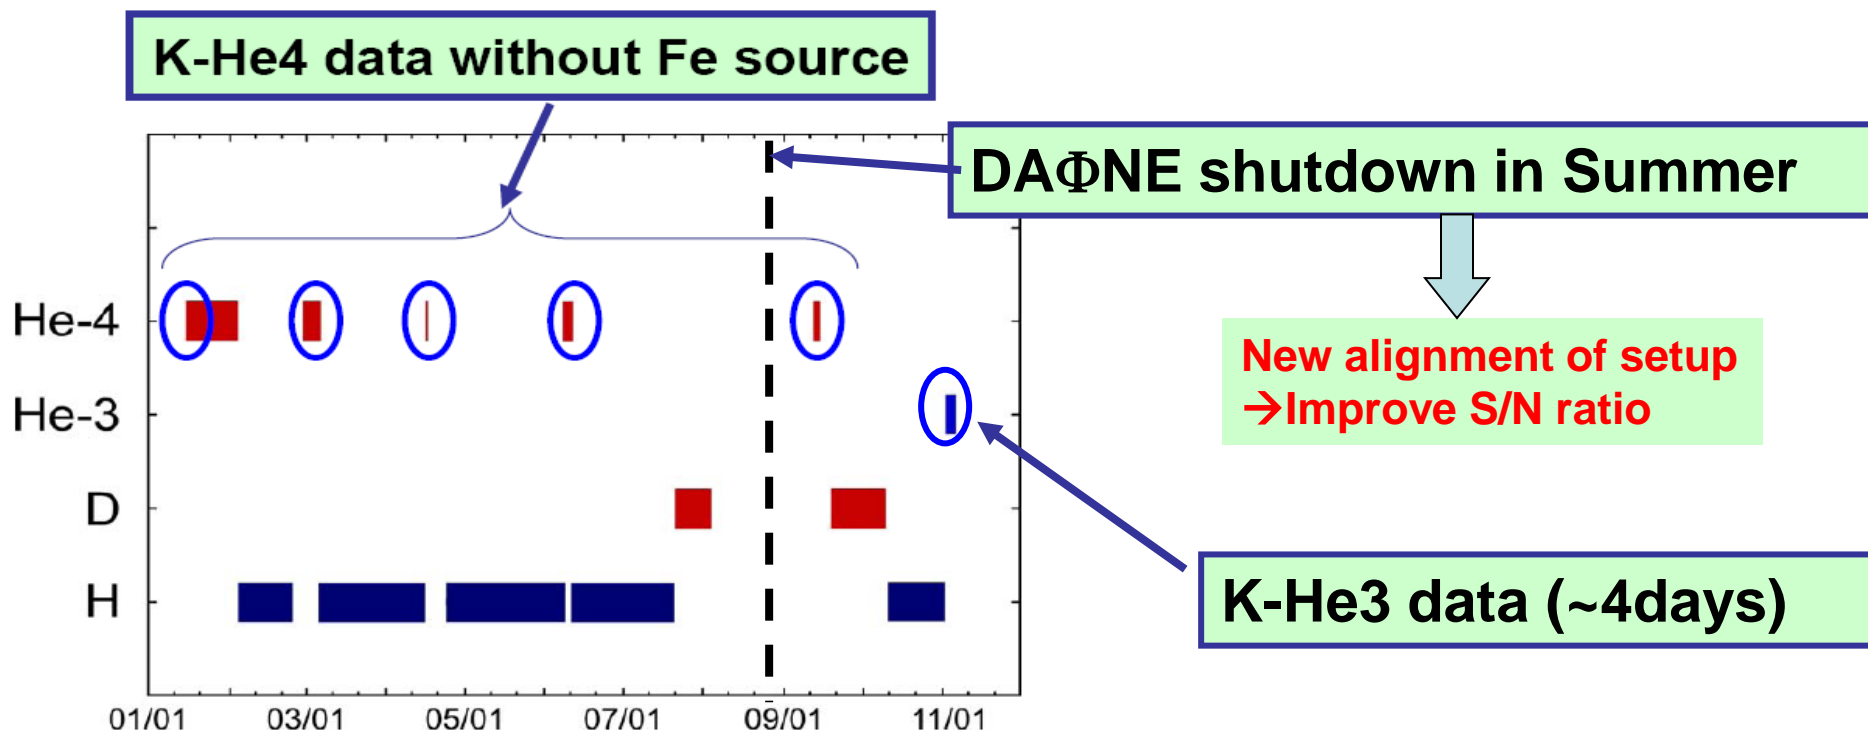 K-He4 data without Fe source
DAΦNE shutdown in Summer
New alignment of setup
→Improve S/N ratio
K-He3 data (~4days)
He-4
He-3
D
H
01/01 03/01 05/01 07/01 09/01 11/01